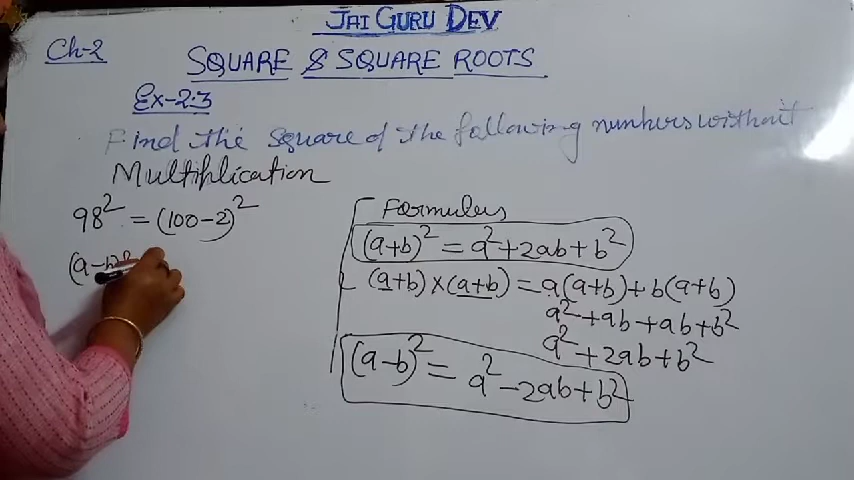 JAI GURU DEV
Ch-2
SQUARE & SQUARE ROOTS
Ex-2.3
Find the square of the following numbers without
Multiplication
98² = (100-2)²
(a-b)²
Formulas
(a+b)² = a²+2ab+b²
(a+b)×(a+b) = a(a+b)+b(a+b)
a²+ab+ab+b²
a²+2ab+b²
(a-b)² = a²-2ab+b²